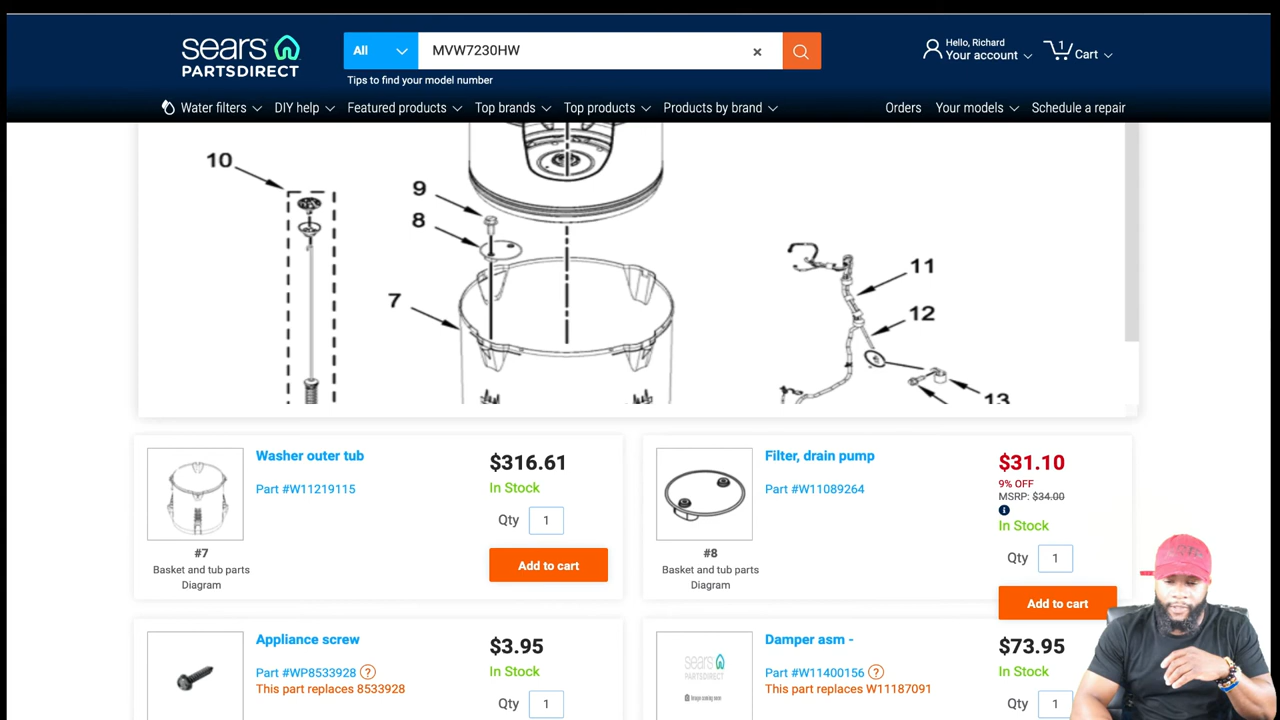 sears
PARTSDIRECT
All
MVW7230HW
×
Tips to find your model number
Hello, Richard
Your account
1
Cart
Water filters
DIY help
Featured products
Top brands
Top products
Products by brand
Orders
Your models
Schedule a repair
10
9
8
7
11
12
13
Washer outer tub
Part #W11219115
$316.61
In Stock
Qty 1
Add to cart
#7
Basket and tub parts
Diagram
Filter, drain pump
Part #W11089264
$31.10
9% OFF
MSRP: $34.00
i
In Stock
Qty 1
Add to cart
#8
Basket and tub parts
Diagram
Appliance screw
Part #WP8533928 ?
This part replaces 8533928
$3.95
In Stock
Qty 1
Damper asm -
Part #W11400156 ?
This part replaces W11187091
$73.95
In Stock
Qty 1
sears
PARTSDIRECT
Image coming soon